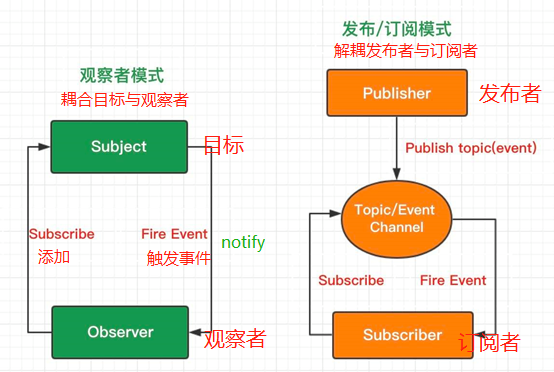 观察者模式
耦合目标与观察者
Subject
目标
Subscribe
添加
Fire Event
触发事件
notify
Observer
观察者
发布/订阅模式
解耦发布者与订阅者
Publisher
发布者
Publish topic(event)
Topic/Event
Channel
Subscribe
Fire Event
Subscriber
订阅者